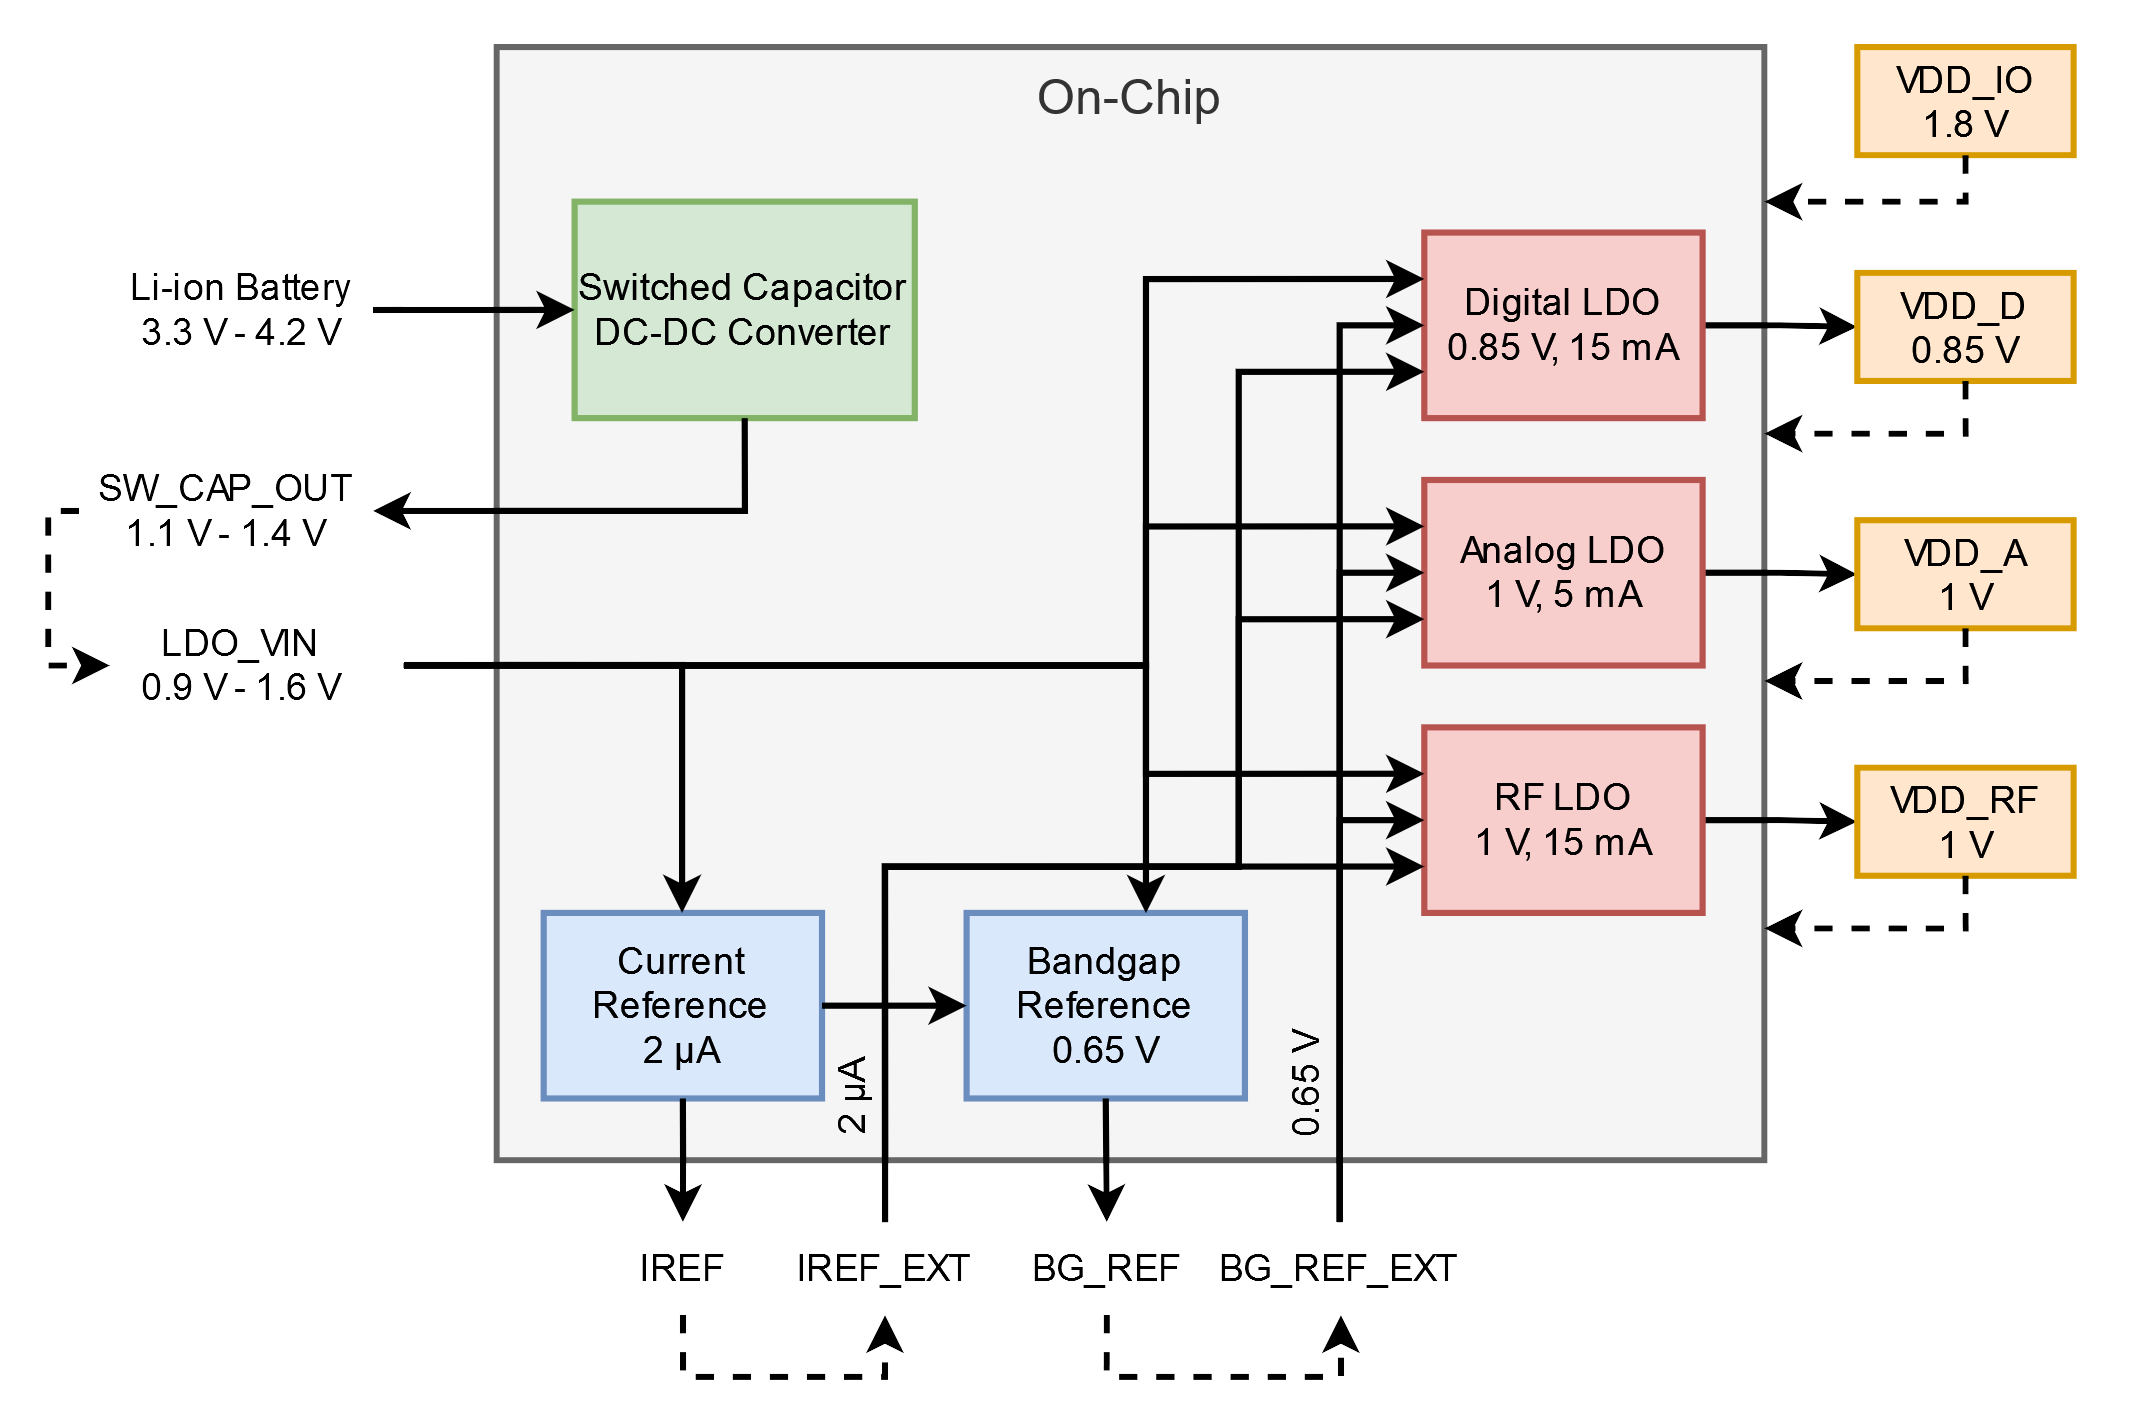 On-Chip
VDD_IO
1.8 V
Li-ion Battery
3.3 V - 4.2 V
Switched Capacitor
DC-DC Converter
Digital LDO
0.85 V, 15 mA
VDD_D
0.85 V
SW_CAP_OUT
1.1 V - 1.4 V
Analog LDO
1 V, 5 mA
VDD_A
1 V
LDO_VIN
0.9 V - 1.6 V
RF LDO
1 V, 15 mA
VDD_RF
1 V
Current
Reference
2 µA
2 µA
Bandgap
Reference
0.65 V
0.65 V
IREF
IREF_EXT
BG_REF
BG_REF_EXT